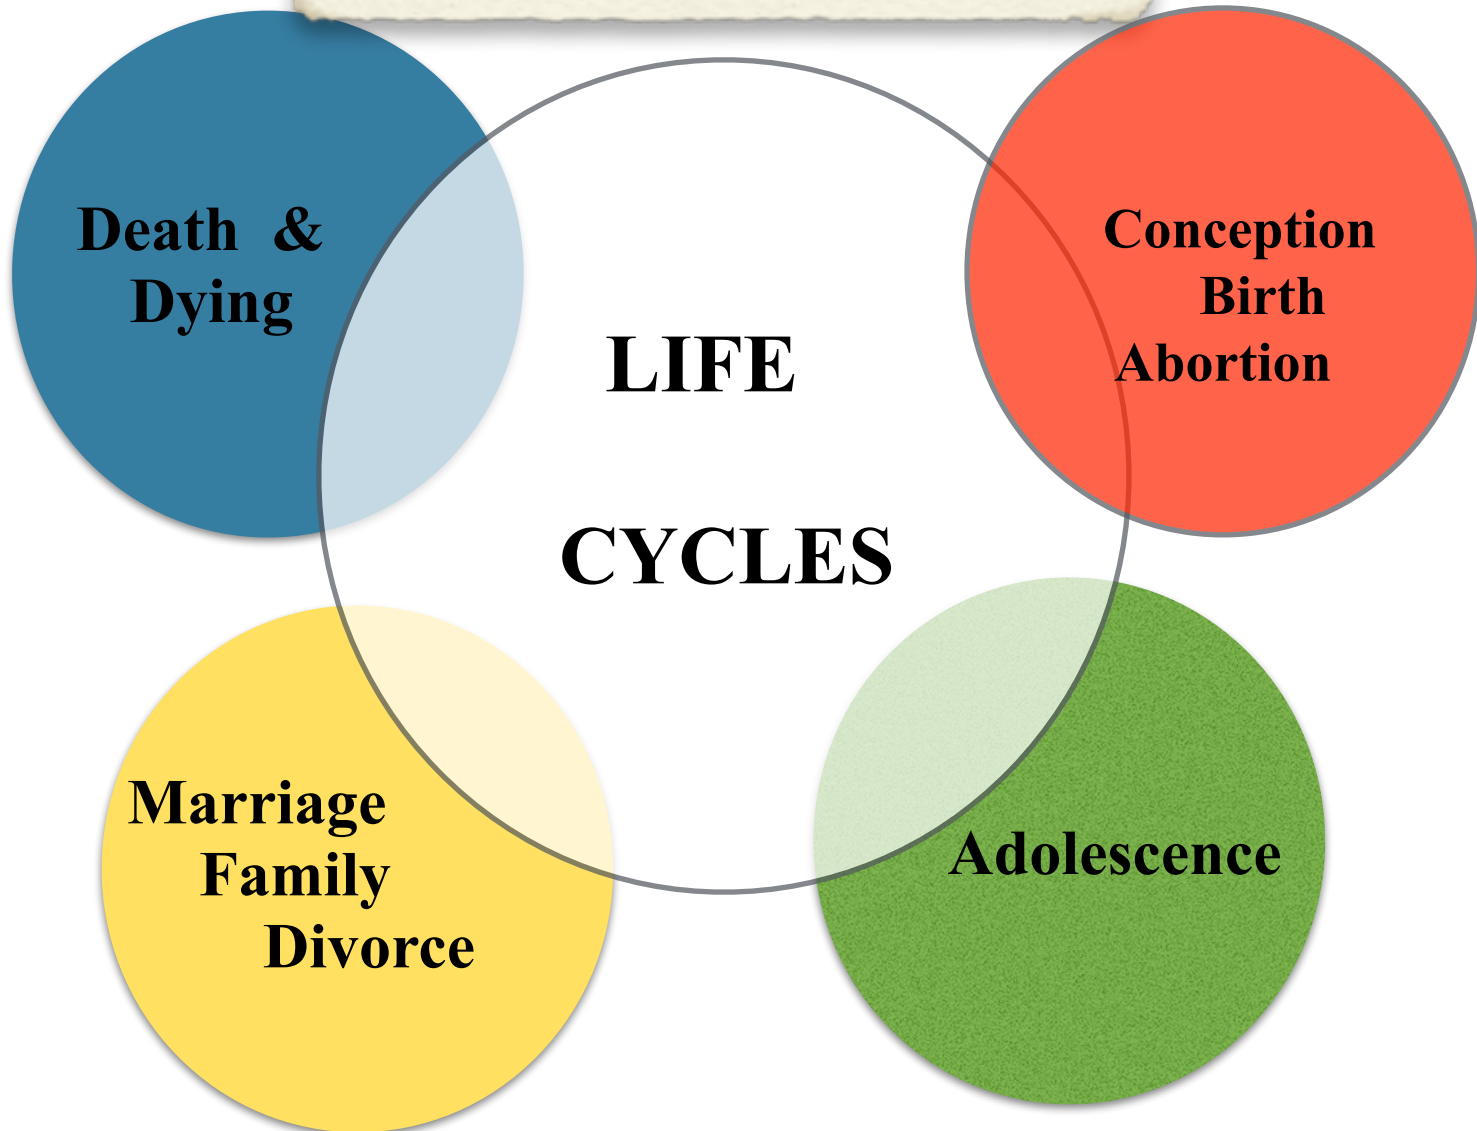 Death & 
Dying
LIFE
CYCLES
Conception
Birth
Abortion
Marriage
Family
Divorce
Adolescence